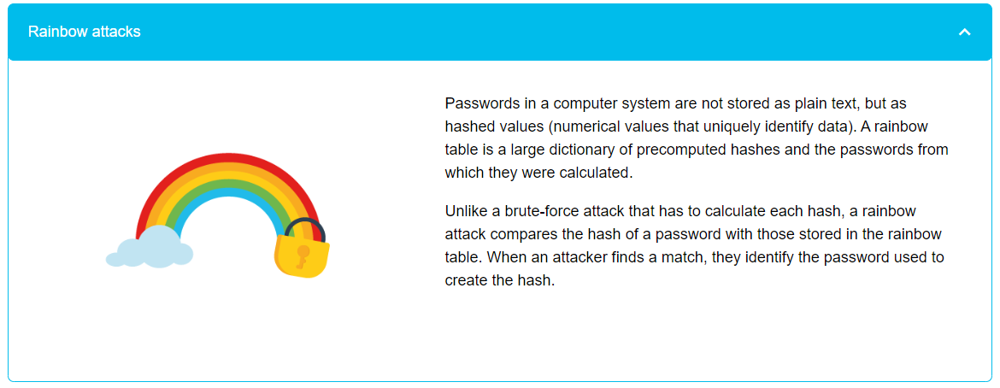 Rainbow attacks
Passwords in a computer system are not stored as plain text, but as
hashed values (numerical values that uniquely identify data). A rainbow
table is a large dictionary of precomputed hashes and the passwords from
which they were calculated.
Unlike a brute-force attack that has to calculate each hash, a rainbow
attack compares the hash of a password with those stored in the rainbow
table. When an attacker finds a match, they identify the password used to
create the hash.